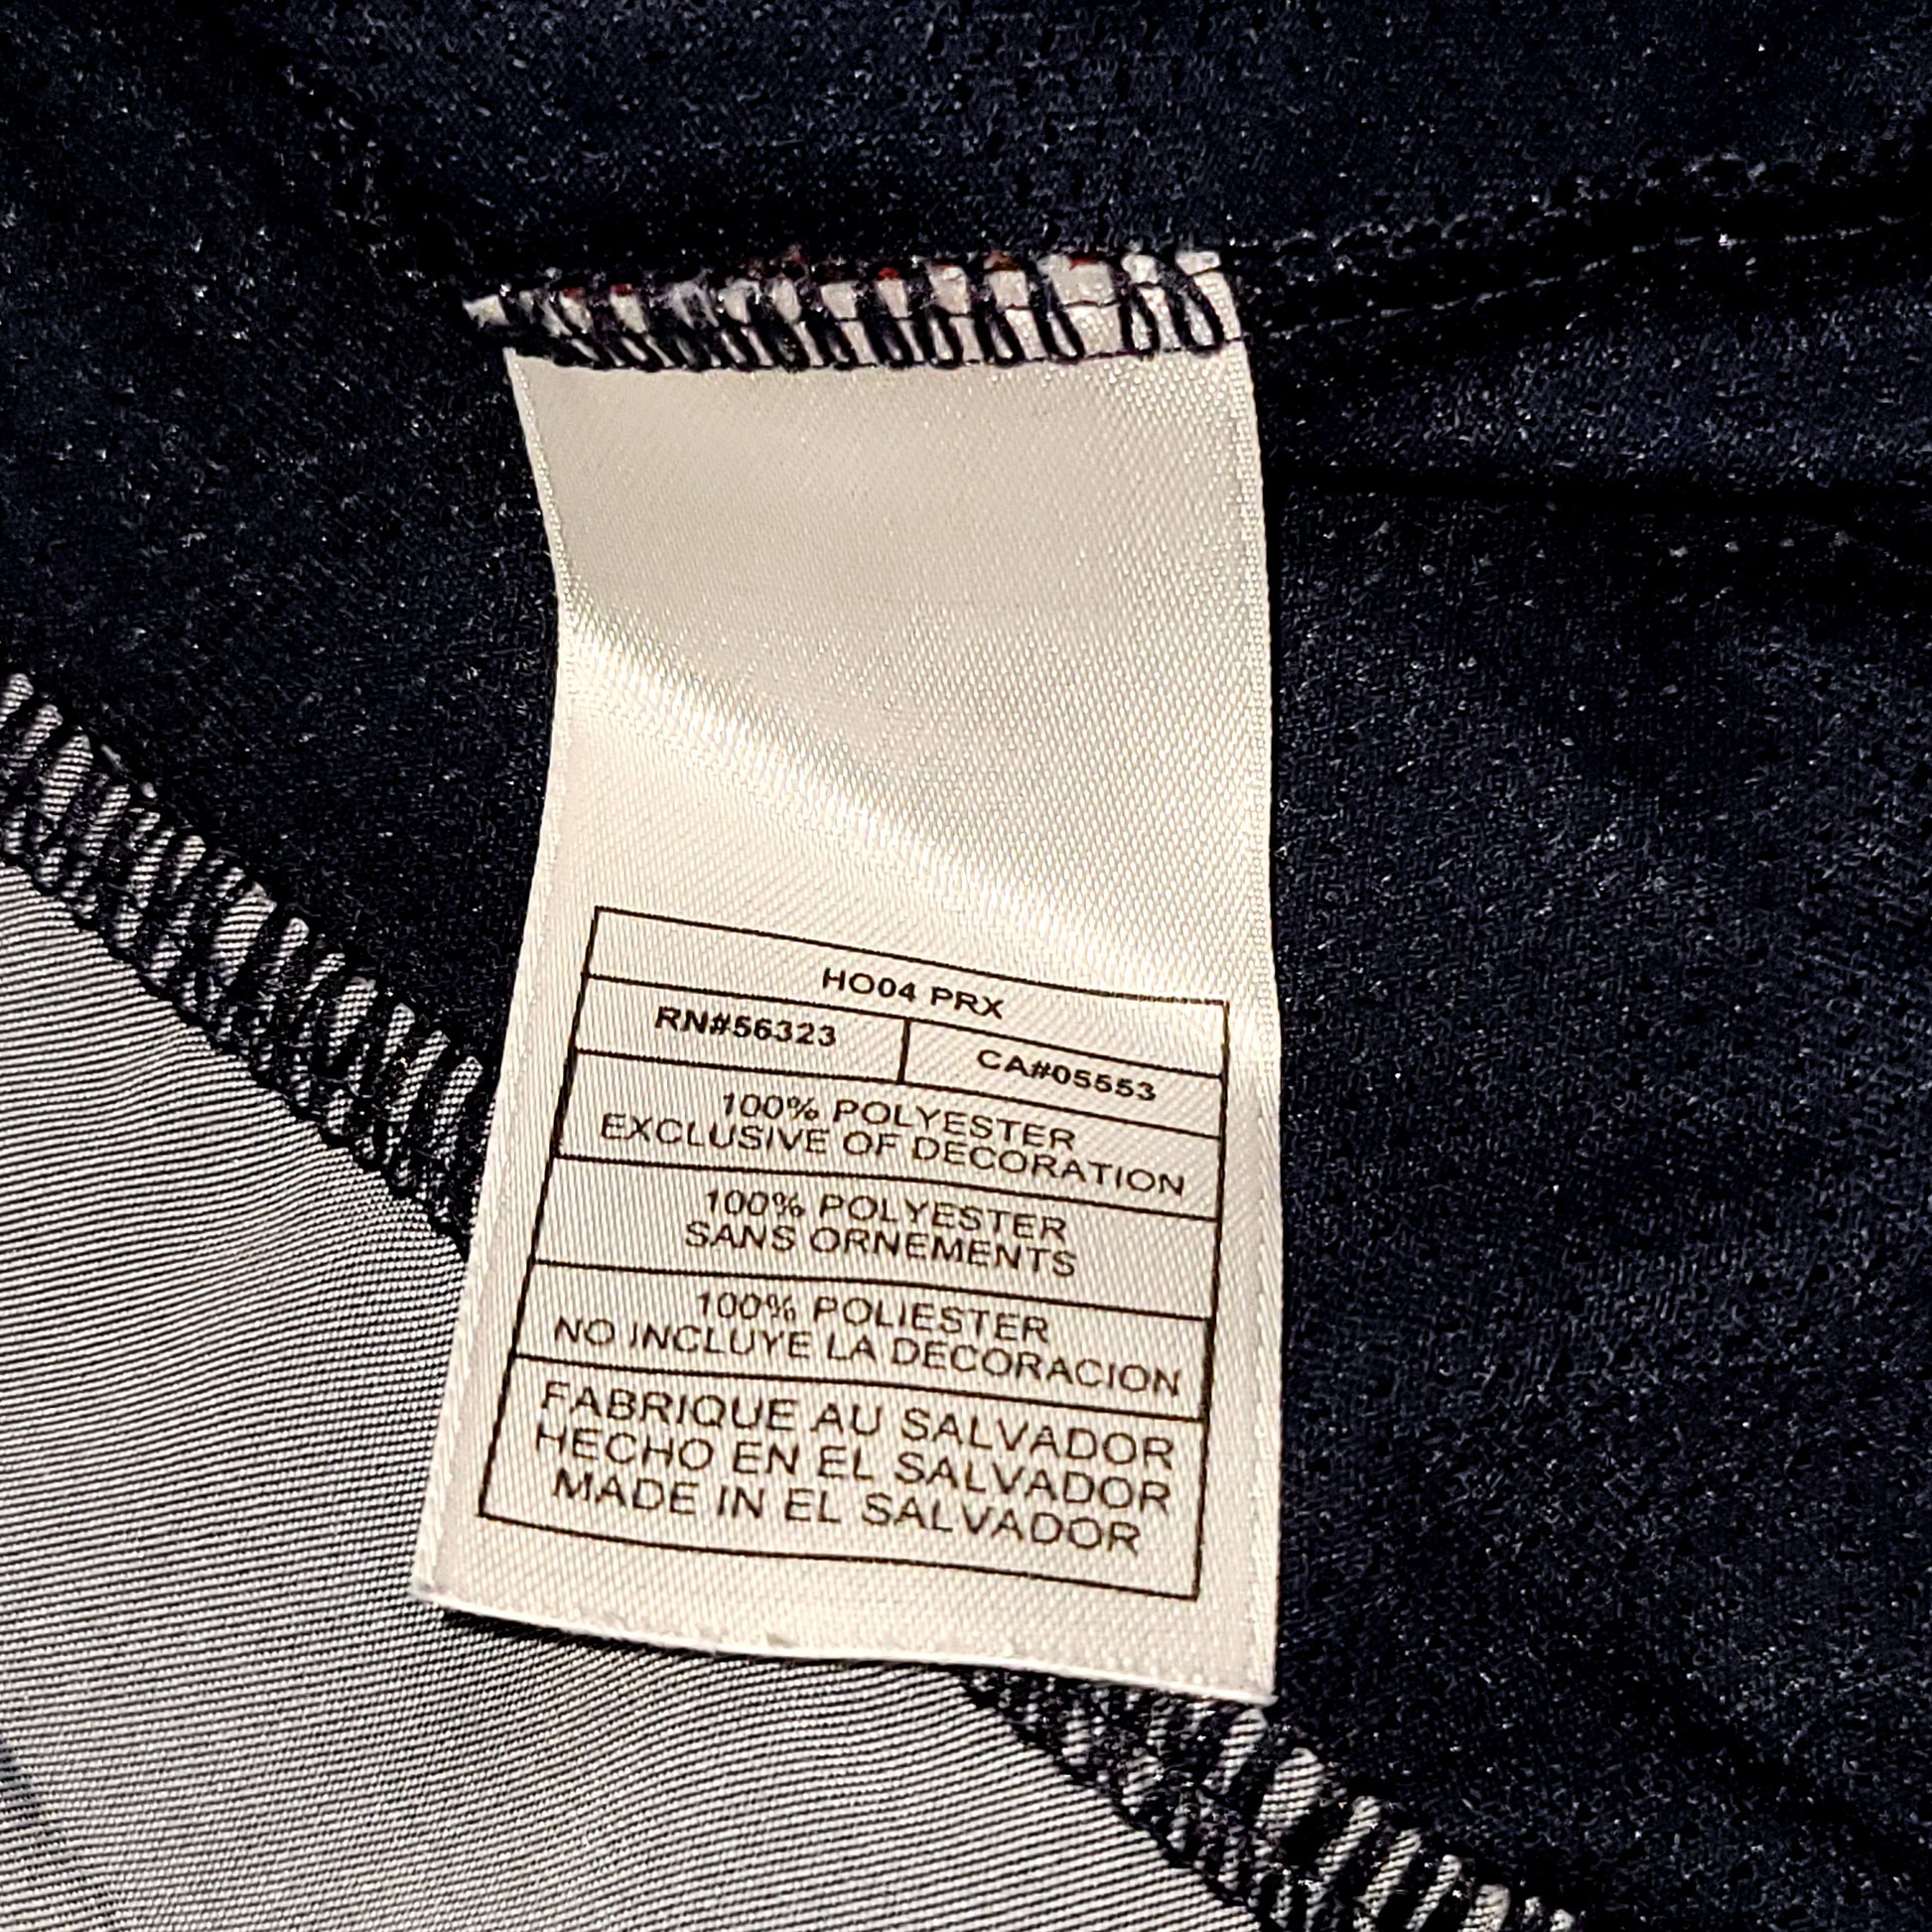 HO04 PRX
RN#56323 CA#05553
100% POLYESTER
EXCLUSIVE OF DECORATION
100% POLYESTER
SANS ORNEMENTS
100% POLIESTER
NO INCLUYE LA DECORACION
FABRIQUE AU SALVADOR
HECHO EN EL SALVADOR
MADE IN EL SALVADOR